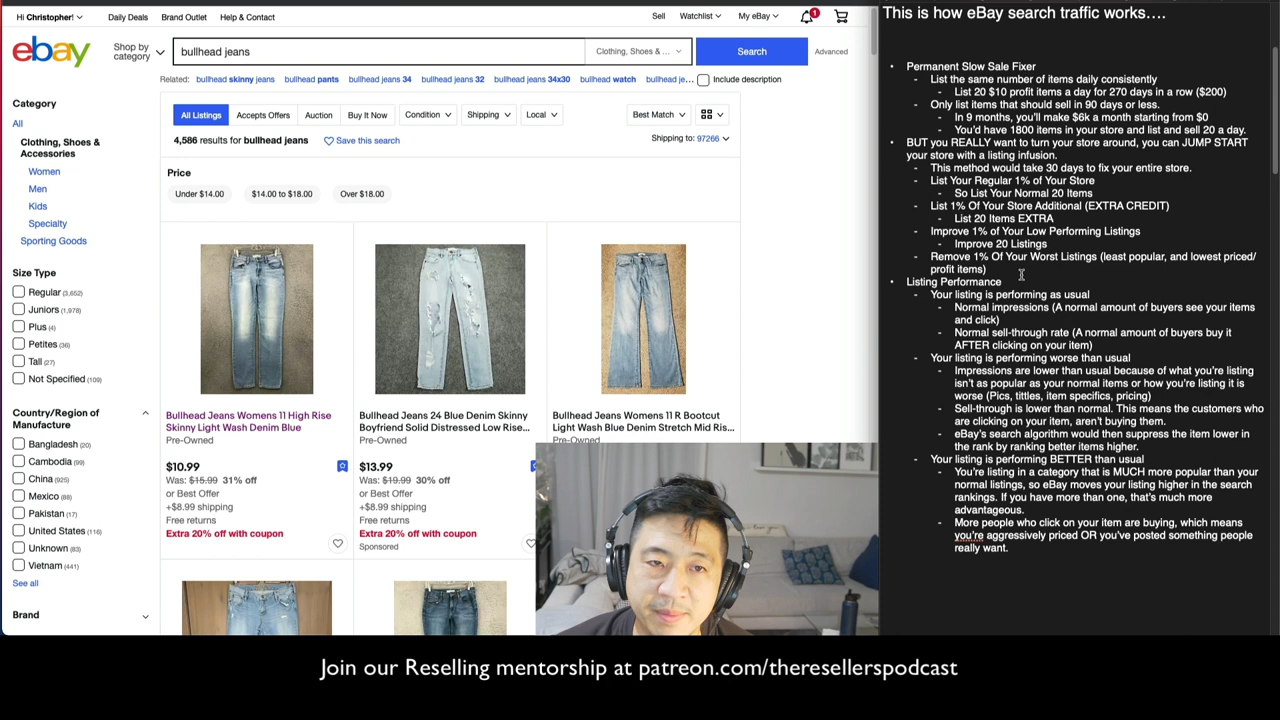 Hi Christopher!
Daily Deals
Brand Outlet
Help & Contact
Sell
Watchlist
My eBay
1
ebay
Shop by
category
bullhead jeans
Clothing, Shoes & ...
Search
Advanced
Related:
bullhead skinny jeans
bullhead pants
bullhead jeans 34
bullhead jeans 32
bullhead jeans 34x30
bullhead watch
bullhead je...
Include description
Category
All
Clothing, Shoes &
Accessories
Women
Men
Kids
Specialty
Sporting Goods
Size Type
Regular (3,652)
Juniors (1,978)
Plus (4)
Petites (36)
Tall (27)
Not Specified (109)
Country/Region of
Manufacture
Bangladesh (20)
Cambodia (99)
China (925)
Mexico (88)
Pakistan (17)
United States (116)
Unknown (83)
Vietnam (441)
See all
Brand
All Listings
Accepts Offers
Auction
Buy It Now
Condition
Shipping
Local
Best Match
4,586 results for bullhead jeans
Save this search
Shipping to: 97266
Price
Under $14.00
$14.00 to $18.00
Over $18.00
Bullhead Jeans Womens 11 High Rise
Skinny Light Wash Denim Blue
Pre-Owned
$10.99
Was: $15.99 31% off
or Best Offer
+$8.99 shipping
Free returns
Extra 20% off with coupon
Bullhead Jeans 24 Blue Denim Skinny
Boyfriend Solid Distressed Low Rise...
Pre-Owned
$13.99
Was: $19.99 30% off
or Best Offer
+$8.99 shipping
Free returns
Extra 20% off with coupon
Sponsored
Bullhead Jeans Womens 11 R Bootcut
Light Wash Blue Denim Stretch Mid Ris...
Pre-Owned
This is how eBay search traffic works….
• Permanent Slow Sale Fixer
- List the same number of items daily consistently
- List 20 $10 profit items a day for 270 days in a row ($200)
- Only list items that should sell in 90 days or less.
- In 9 months, you'll make $6k a month starting from $0
- You'd have 1800 items in your store and list and sell 20 a day.
• BUT you REALLY want to turn your store around, you can JUMP START
your store with a listing infusion.
- This method would take 30 days to fix your entire store.
- List Your Regular 1% of Your Store
- So List Your Normal 20 Items
- List 1% Of Your Store Additional (EXTRA CREDIT)
- List 20 Items EXTRA
- Improve 1% of Your Low Performing Listings
- Improve 20 Listings
- Remove 1% Of Your Worst Listings (least popular, and lowest priced/
profit items)
• Listing Performance
- Your listing is performing as usual
- Normal impressions (A normal amount of buyers see your items
and click)
- Normal sell-through rate (A normal amount of buyers buy it
AFTER clicking on your item)
- Your listing is performing worse than usual
- Impressions are lower than usual because of what you're listing
isn't as popular as your normal items or how you're listing it is
worse (Pics, tittles, item specifics, pricing)
- Sell-through is lower than normal. This means the customers who
are clicking on your item, aren't buying them.
- eBay's search algorithm would then suppress the item lower in
the rank by ranking better items higher.
- Your listing is performing BETTER than usual
- You're listing in a category that is MUCH more popular than your
normal listings, so eBay moves your listing higher in the search
rankings. If you have more than one, that's much more
advantageous.
- More people who click on your item are buying, which means
you're aggressively priced OR you've posted something people
really want.
Join our Reselling mentorship at patreon.com/theresellerspodcast